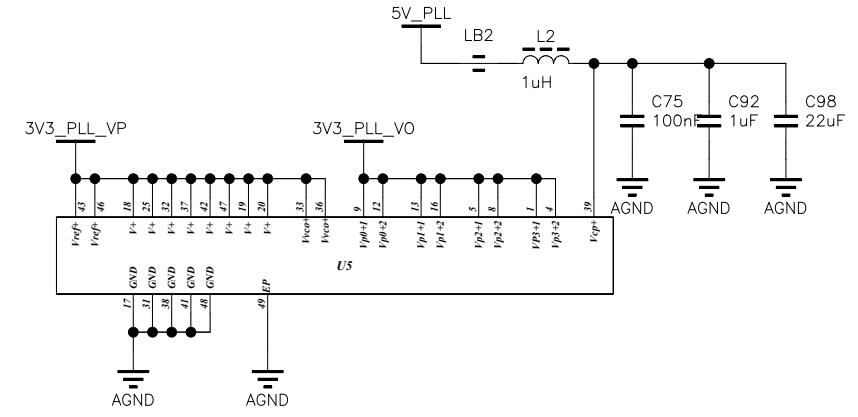 5V_PLL
LB2 L2
1uH
C75 C92 C98
100nF 1uF 22uF
3V3_PLL_VP 3V3_PLL_VO
AGND AGND AGND
43 46 18 25 32 37 42 47 19 20 33 36 9 12 13 16 5 8 1 4 39
Vref+ Vref+ V+ V+ V+ V+ V+ V+ V+ V+ Vvco+ Vvco+ Vp0+1 Vp0+2 Vp1+1 Vp1+2 Vp2+1 Vp2+2 VP3+1 Vp3+2 Vcp+
U5
GND GND GND GND GND EP
17 31 38 41 48 49
AGND AGND